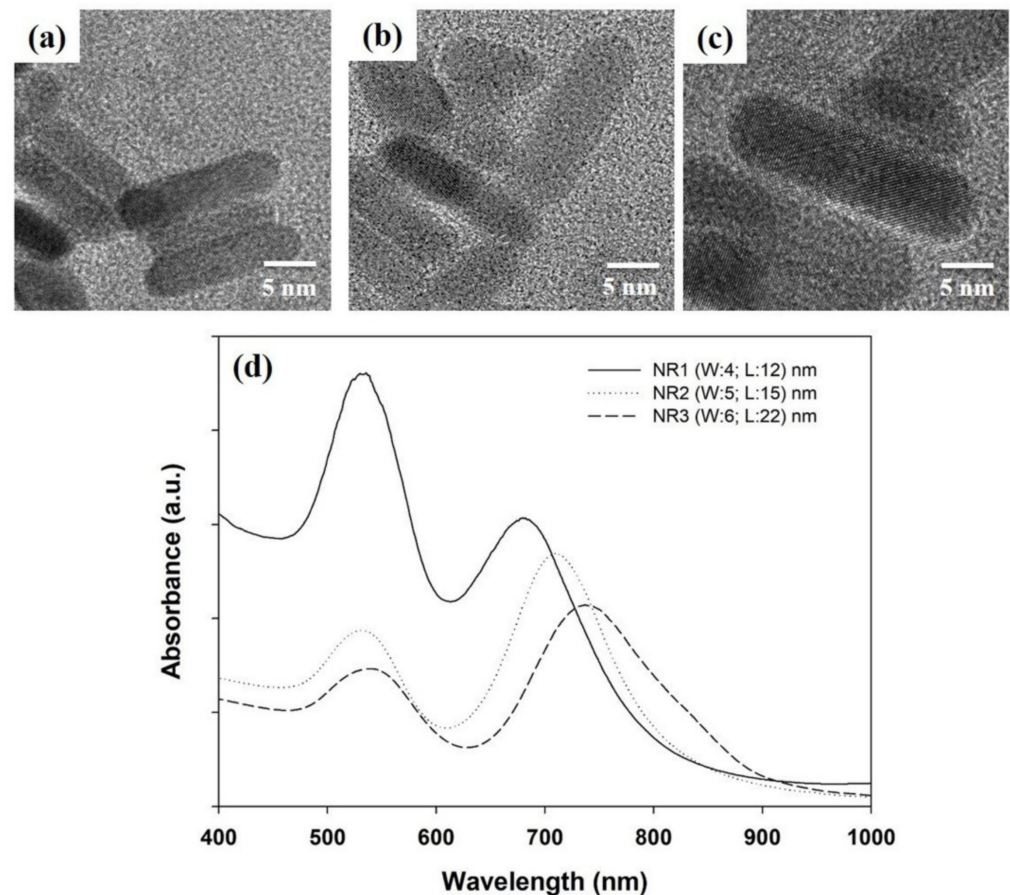 (a)
5 nm
(b)
5 nm
(c)
5 nm
(d)
NR1 (W:4; L:12) nm
NR2 (W:5; L:15) nm
NR3 (W:6; L:22) nm
Absorbance (a.u.)
400 500 600 700 800 900 1000
Wavelength (nm)